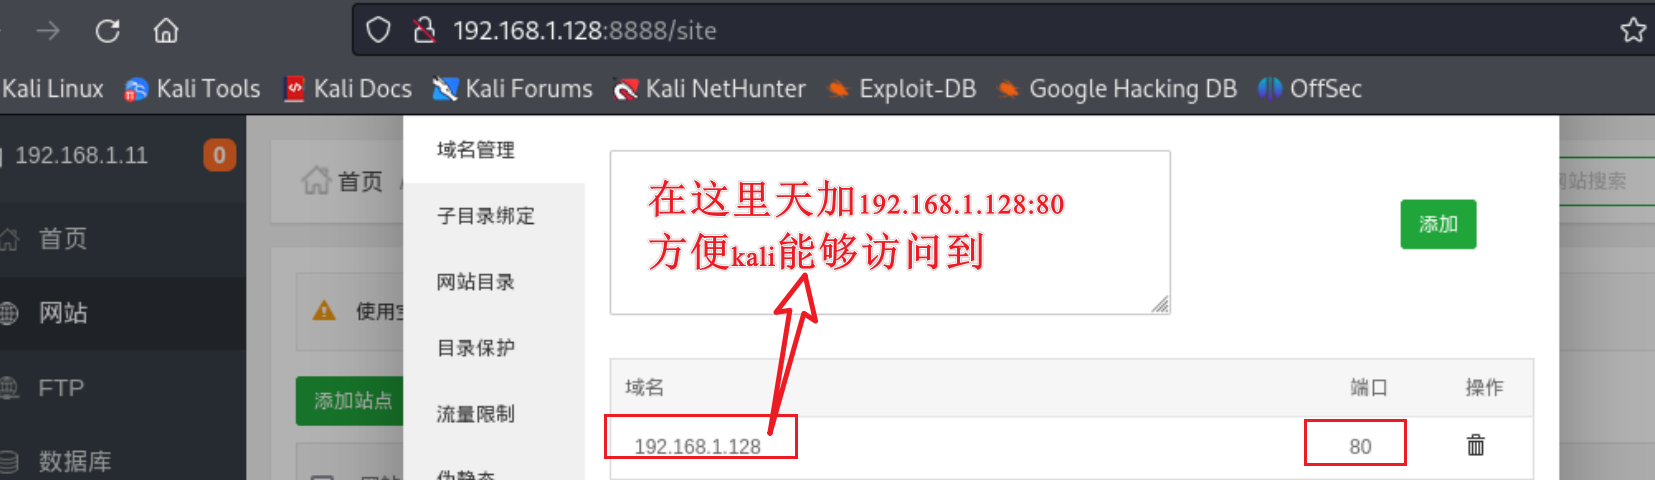 192.168.1.128:8888/site
Kali Linux Kali Tools Kali Docs Kali Forums Kali NetHunter Exploit-DB Google Hacking DB OffSec
192.168.1.11 0
首页
网站
FTP
数据库
首页
使用
添加站点
域名管理
子目录绑定
网站目录
目录保护
流量限制
伪静态
在这里天加192.168.1.128:80
方便kali能够访问到
添加
网站搜索
域名 端口 操作
192.168.1.128 80